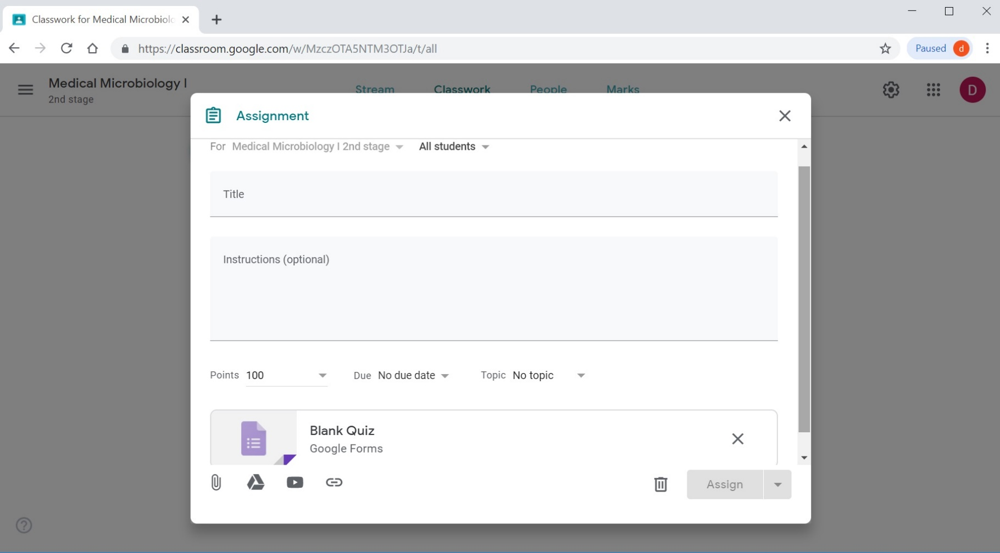 Classwork for Medical Microbiolo
https://classroom.google.com/w/MzczOTA5NTM3OTJa/t/all
Paused d
Medical Microbiology I
2nd stage
Stream Classwork People Marks
D
Assignment
For Medical Microbiology I 2nd stage All students
Title
Instructions (optional)
Points 100 Due No due date Topic No topic
Blank Quiz
Google Forms
Assign